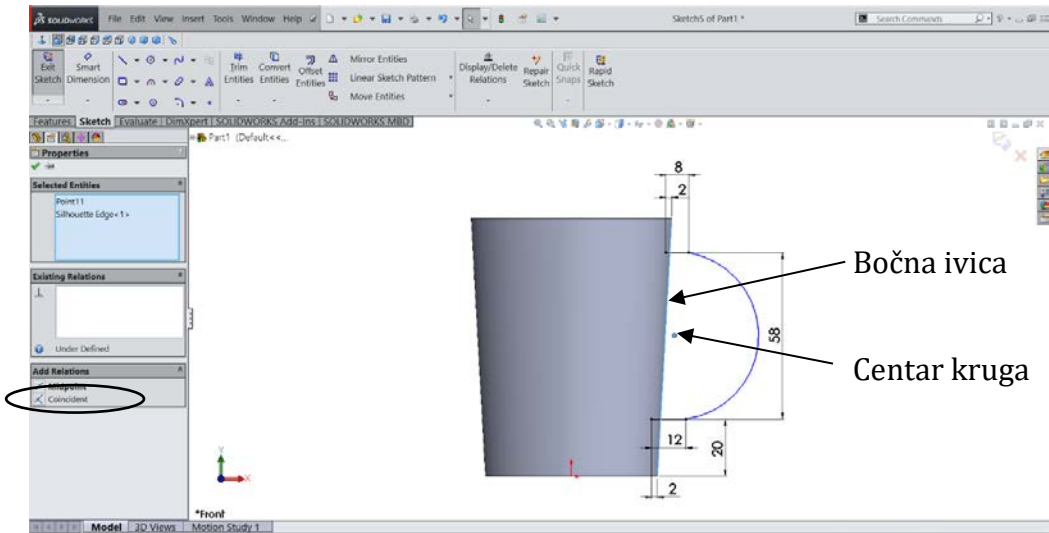 SOLIDWORKS File Edit View Insert Tools Window Help Sketch5 of Part1 * Search Commands
Exit Sketch
Smart Dimension
Trim Entities
Convert Entities
Offset Entities
Mirror Entities
Linear Sketch Pattern
Move Entities
Display/Delete Relations
Repair Sketch
Quick Snaps
Rapid Sketch
Features Sketch Evaluate DimXpert SOLIDWORKS Add-Ins SOLIDWORKS MBD
Part1 (Default<<...
Properties
Selected Entities
Point11
Silhouette Edge<1>
Existing Relations
Under Defined
Add Relations
Midpoint
Coincident
8
2
Bočna ivica
58
Centar kruga
12
20
2
Y
X
*Front
Model 3D Views Motion Study 1